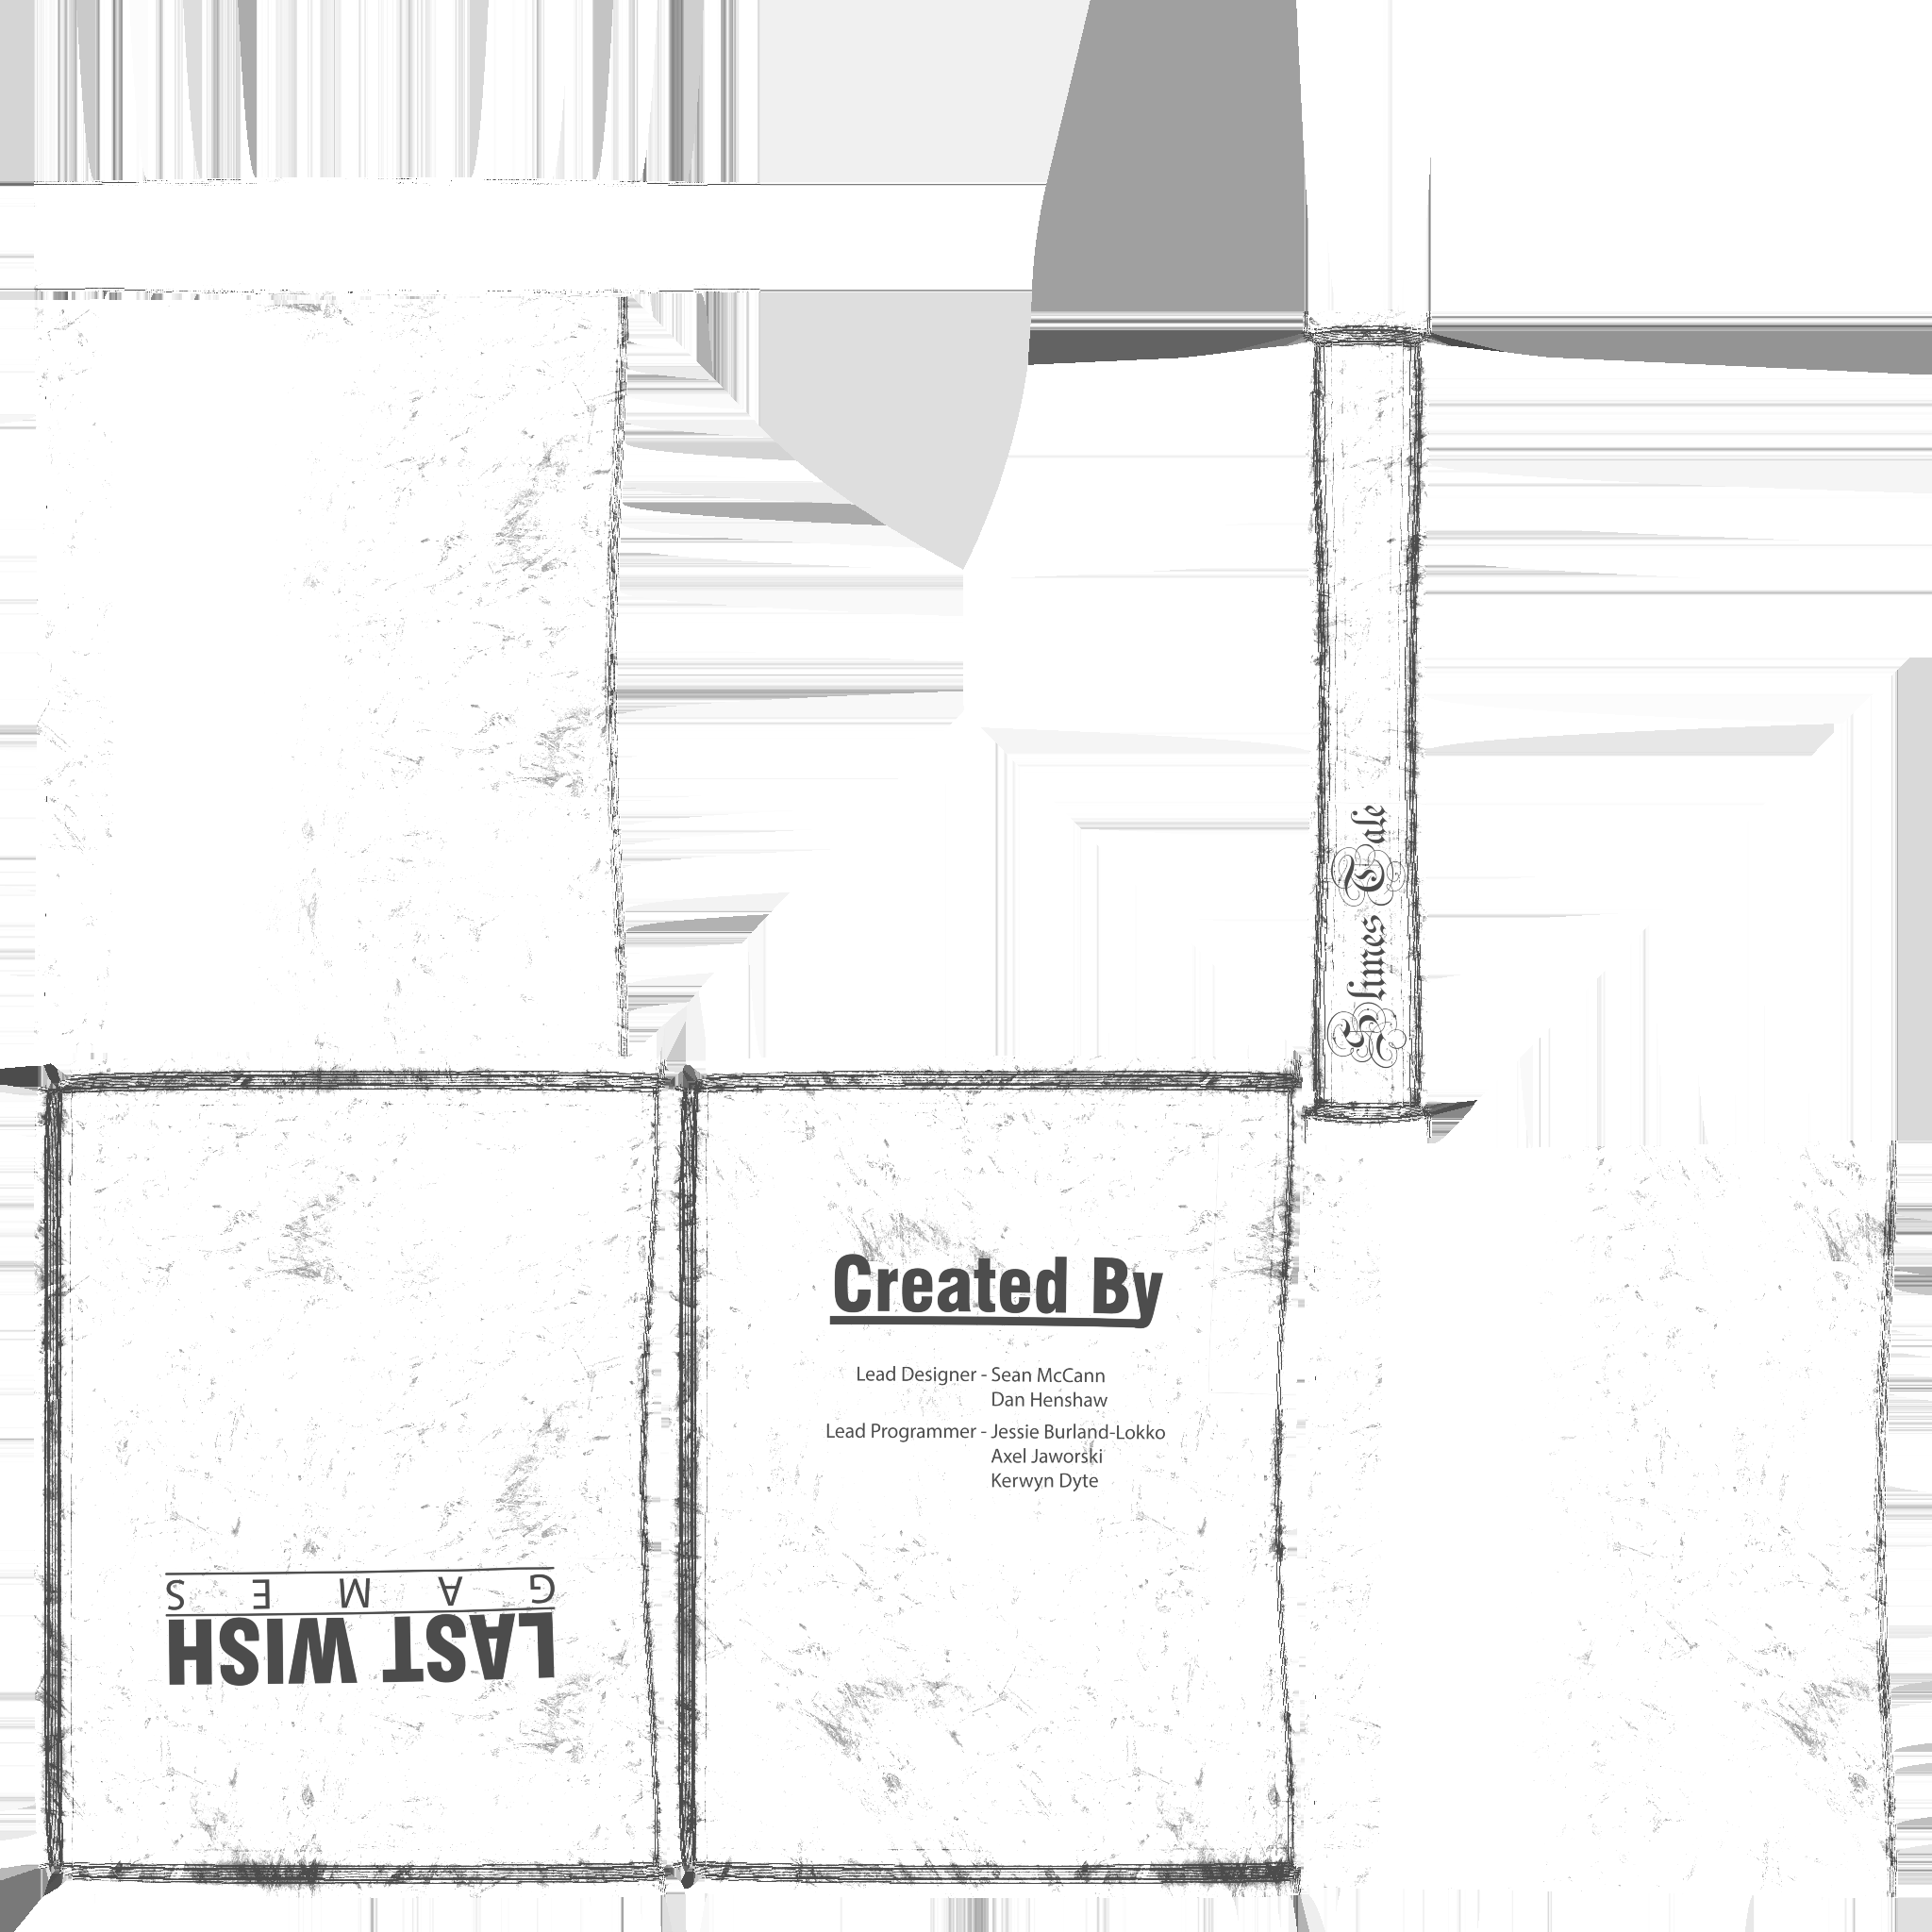 Slimes Tale
Created By
Lead Designer - Sean McCann
Dan Henshaw
Lead Programmer - Jessie Burland-Lokko
Axel Jaworski
Kerwyn Dyte
LAST WISH
GAMES